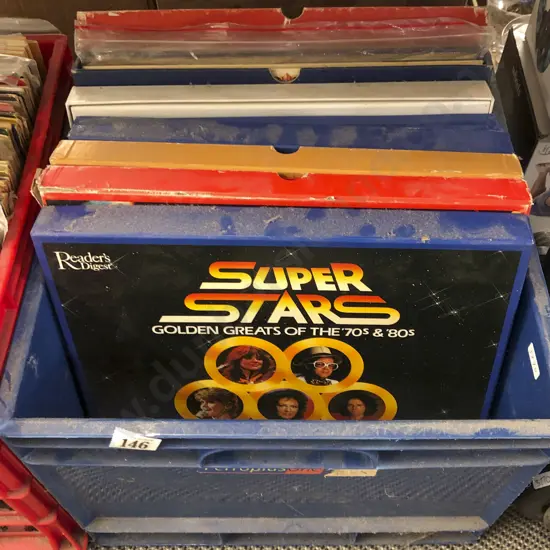 Reader's
Digest
SUPER
STARS
GOLDEN GREATS OF THE '70s & '80s
146